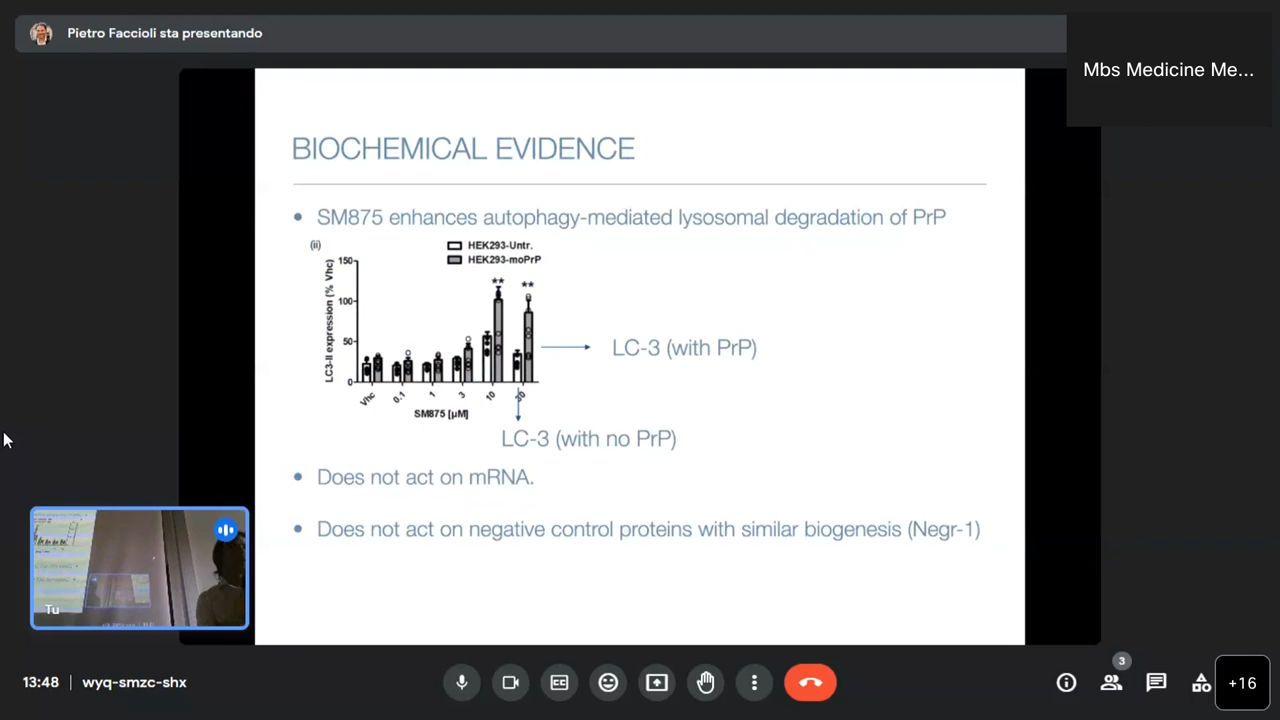 Pietro Faccioli sta presentando
Mbs Medicine Me...
BIOCHEMICAL EVIDENCE
• SM875 enhances autophagy-mediated lysosomal degradation of PrP
(ii)
HEK293-Untr.
HEK293-moPrP
LC3-II expression (% Vhc)
150
100
50
0
** **
Vhc 0.1 1 3 10 30
SM875 [µM]
LC-3 (with PrP)
LC-3 (with no PrP)
• Does not act on mRNA.
• Does not act on negative control proteins with similar biogenesis (Negr-1)
Tu
13:48 | wyq-smzc-shx
3
+16